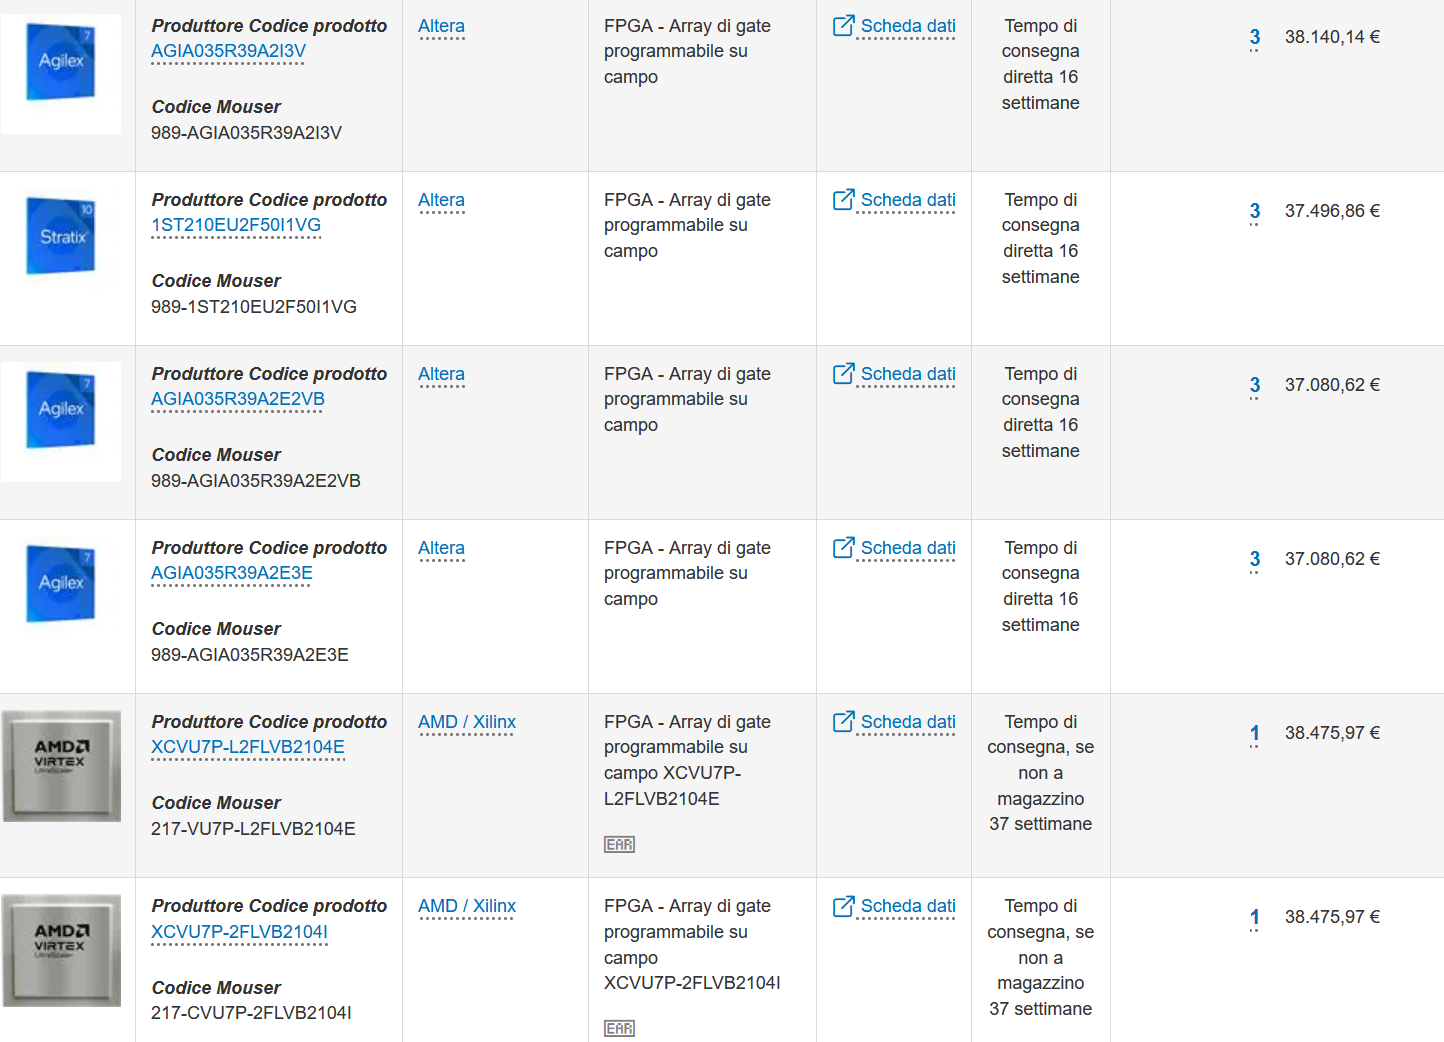 7
Agilex
Produttore Codice prodotto
AGIA035R39A2I3V
Codice Mouser
989-AGIA035R39A2I3V
Altera
FPGA - Array di gate
programmabile su
campo
Scheda dati
Tempo di
consegna
diretta 16
settimane
3
38.140,14 €
10
Stratix
Produttore Codice prodotto
1ST210EU2F50I1VG
Codice Mouser
989-1ST210EU2F50I1VG
Altera
FPGA - Array di gate
programmabile su
campo
Scheda dati
Tempo di
consegna
diretta 16
settimane
3
37.496,86 €
7
Agilex
Produttore Codice prodotto
AGIA035R39A2E2VB
Codice Mouser
989-AGIA035R39A2E2VB
Altera
FPGA - Array di gate
programmabile su
campo
Scheda dati
Tempo di
consegna
diretta 16
settimane
3
37.080,62 €
7
Agilex
Produttore Codice prodotto
AGIA035R39A2E3E
Codice Mouser
989-AGIA035R39A2E3E
Altera
FPGA - Array di gate
programmabile su
campo
Scheda dati
Tempo di
consegna
diretta 16
settimane
3
37.080,62 €
AMD
VIRTEX
UltraScale+
Produttore Codice prodotto
XCVU7P-L2FLVB2104E
Codice Mouser
217-VU7P-L2FLVB2104E
AMD / Xilinx
FPGA - Array di gate
programmabile su
campo XCVU7P-
L2FLVB2104E
EAR
Scheda dati
Tempo di
consegna, se
non a
magazzino
37 settimane
1
38.475,97 €
AMD
VIRTEX
UltraScale+
Produttore Codice prodotto
XCVU7P-2FLVB2104I
Codice Mouser
217-CVU7P-2FLVB2104I
AMD / Xilinx
FPGA - Array di gate
programmabile su
campo
XCVU7P-2FLVB2104I
EAR
Scheda dati
Tempo di
consegna, se
non a
magazzino
37 settimane
1
38.475,97 €